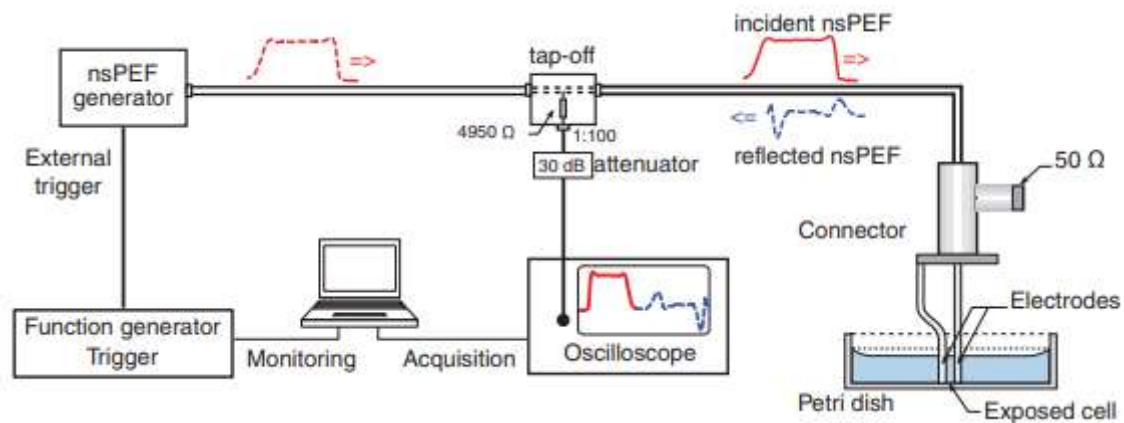 incident nsPEF
=>
tap-off
=>
nsPEF
generator
4950 Ω
1:100
<=
reflected nsPEF
30 dB
attenuator
50 Ω
External
trigger
Connector
Electrodes
Function generator
Trigger
Monitoring
Acquisition
Oscilloscope
Petri dish
Exposed cell